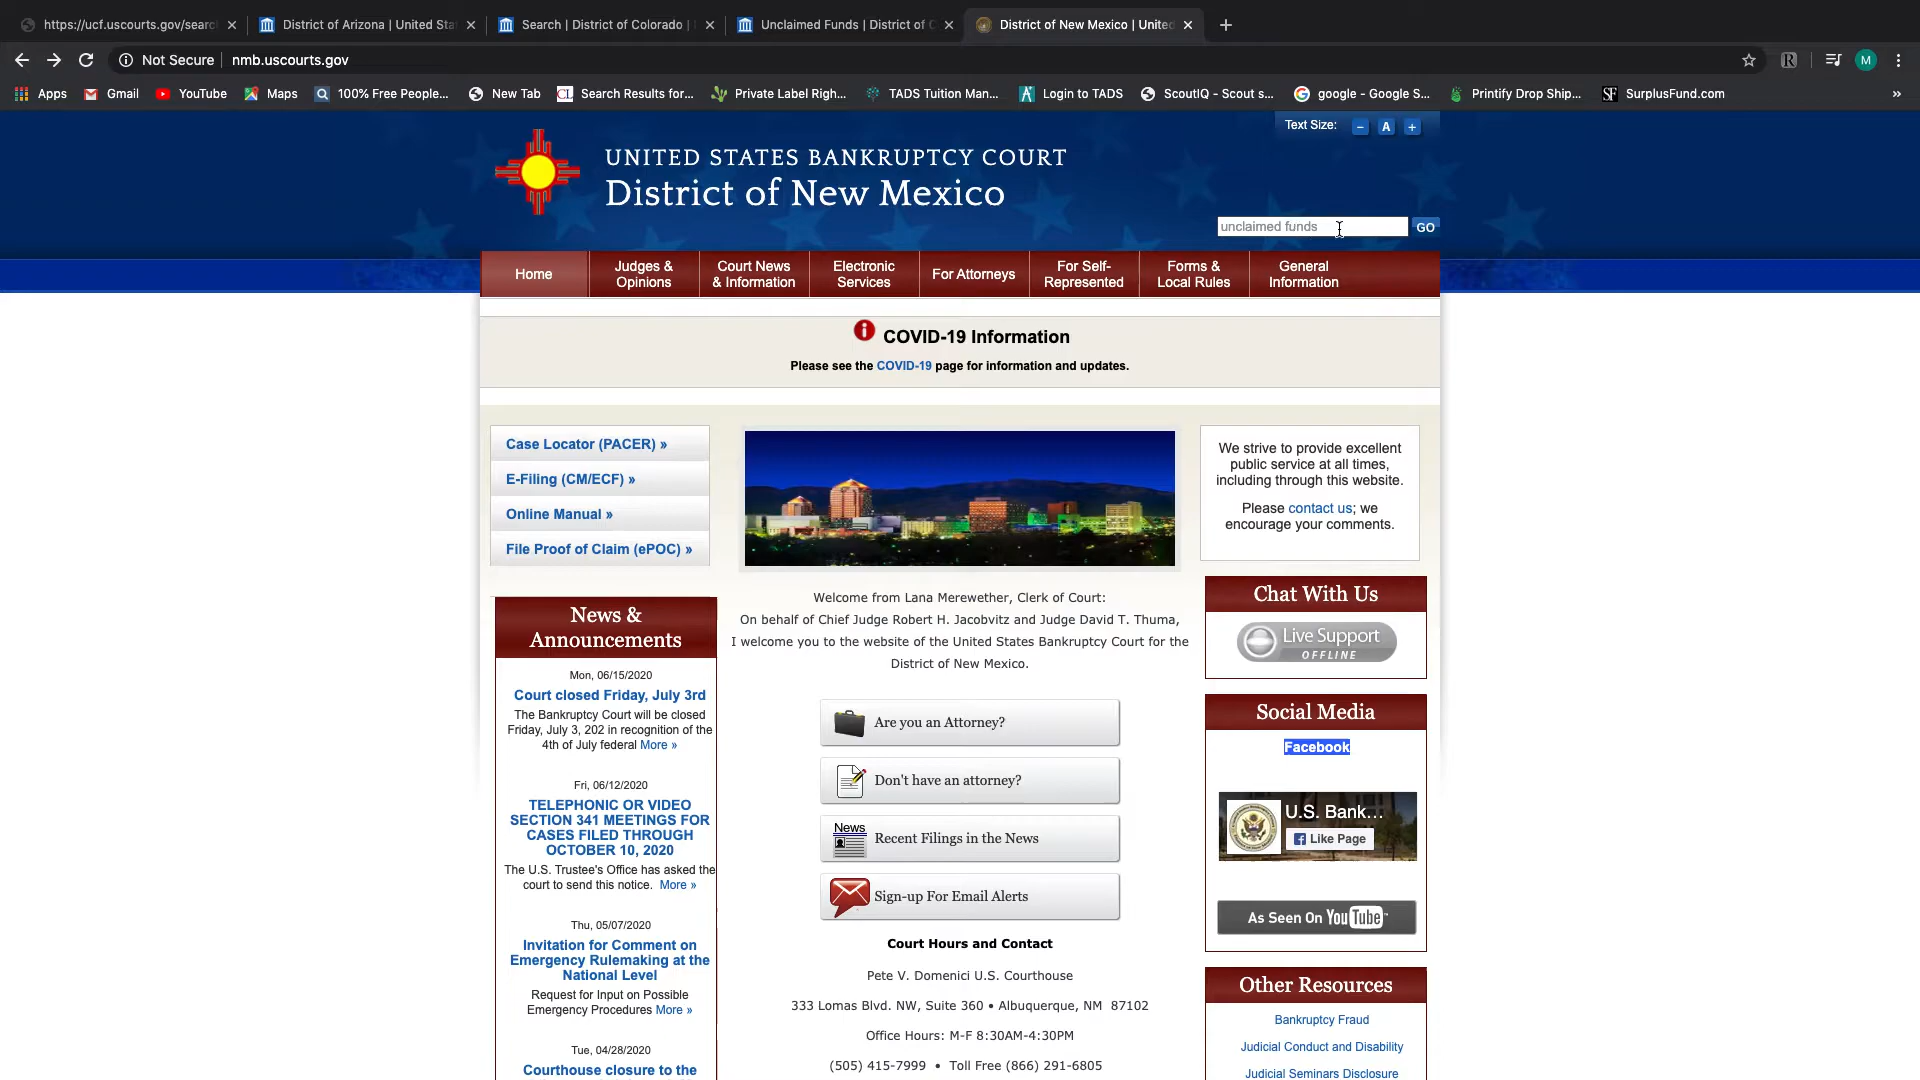 https://ucf.uscourts.gov/searc
District of Arizona | United Sta
Search | District of Colorado |
Unclaimed Funds | District of C
District of New Mexico | United
Not Secure
nmb.uscourts.gov
M
Apps
Gmail
YouTube
Maps
100% Free People...
New Tab
CL Search Results for...
Private Label Righ...
TADS Tuition Man...
Login to TADS
ScoutIQ - Scout s...
google - Google S...
Printify Drop Ship...
SF SurplusFund.com
»
Text Size: - A +
UNITED STATES BANKRUPTCY COURT
District of New Mexico
unclaimed funds GO
Home
Judges & Opinions
Court News & Information
Electronic Services
For Attorneys
For Self-Represented
Forms & Local Rules
General Information
COVID-19 Information
Please see the COVID-19 page for information and updates.
Case Locator (PACER) »
E-Filing (CM/ECF) »
Online Manual »
File Proof of Claim (ePOC) »
News &
Announcements
Mon, 06/15/2020
Court closed Friday, July 3rd
The Bankruptcy Court will be closed
Friday, July 3, 202 in recognition of the
4th of July federal More »
Fri, 06/12/2020
TELEPHONIC OR VIDEO
SECTION 341 MEETINGS FOR
CASES FILED THROUGH
OCTOBER 10, 2020
The U.S. Trustee's Office has asked the
court to send this notice. More »
Thu, 05/07/2020
Invitation for Comment on
Emergency Rulemaking at the
National Level
Request for Input on Possible
Emergency Procedures More »
Tue, 04/28/2020
Courthouse closure to the
Welcome from Lana Merewether, Clerk of Court:
On behalf of Chief Judge Robert H. Jacobvitz and Judge David T. Thuma,
I welcome you to the website of the United States Bankruptcy Court for the
District of New Mexico.
Are you an Attorney?
Don't have an attorney?
News
Recent Filings in the News
Sign-up For Email Alerts
Court Hours and Contact
Pete V. Domenici U.S. Courthouse
333 Lomas Blvd. NW, Suite 360 • Albuquerque, NM 87102
Office Hours: M-F 8:30AM-4:30PM
(505) 415-7999 • Toll Free (866) 291-6805
We strive to provide excellent
public service at all times,
including through this website.
Please contact us; we
encourage your comments.
Chat With Us
Live Support
OFFLINE
Social Media
Facebook
U.S. Bank...
Like Page
As Seen On YouTube
Other Resources
Bankruptcy Fraud
Judicial Conduct and Disability
Judicial Seminars Disclosure